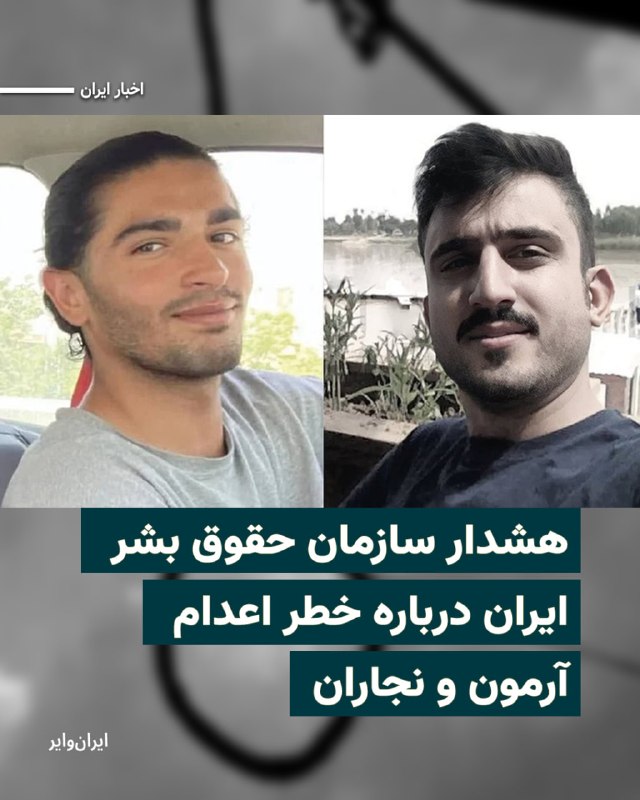 اخبار ایران
هشدار سازمان حقوق بشر
ایران درباره خطر اعدام
آرمون و نجاران
ایران‌وایر